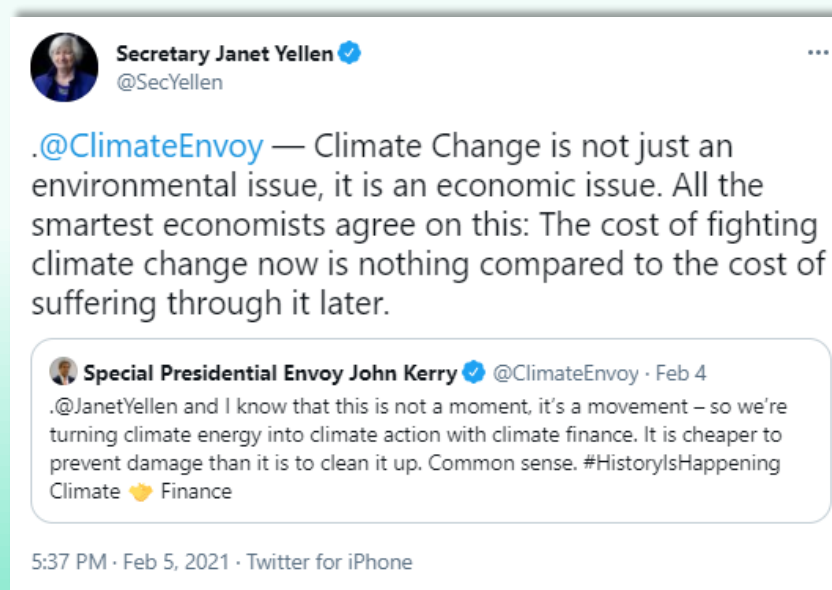 Secretary Janet Yellen
@SecYellen
.@ClimateEnvoy — Climate Change is not just an
environmental issue, it is an economic issue. All the
smartest economists agree on this: The cost of fighting
climate change now is nothing compared to the cost of
suffering through it later.
Special Presidential Envoy John Kerry @ClimateEnvoy · Feb 4
.@JanetYellen and I know that this is not a moment, it’s a movement – so we’re
turning climate energy into climate action with climate finance. It is cheaper to
prevent damage than it is to clean it up. Common sense. #HistoryIsHappening
Climate 🤝 Finance
5:37 PM · Feb 5, 2021 · Twitter for iPhone